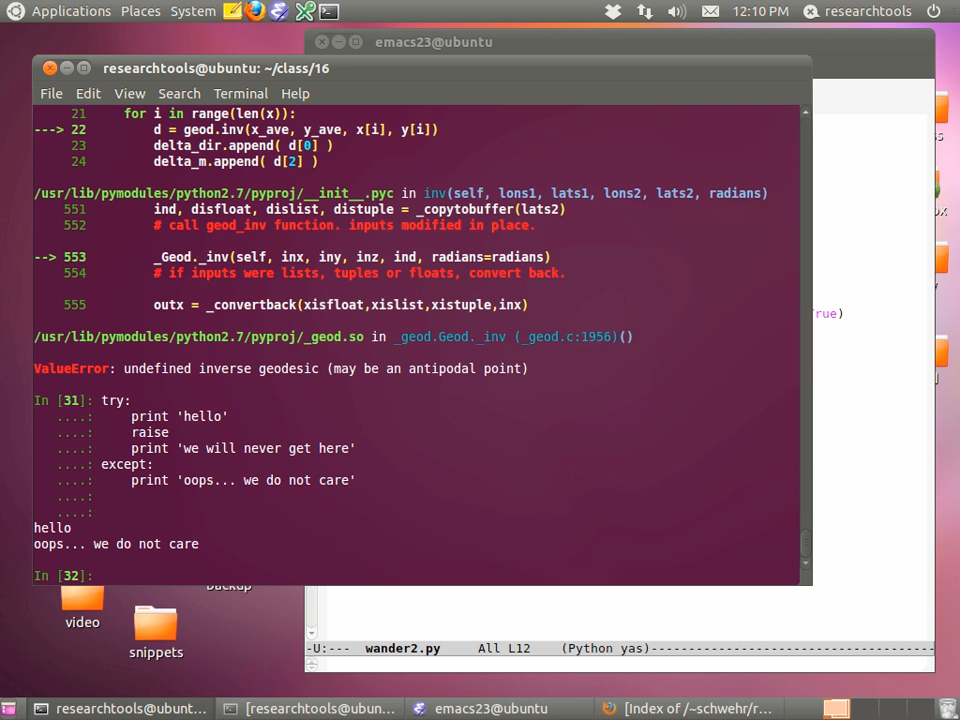 Applications Places System 12:10 PM researchtools
emacs23@ubuntu
researchtools@ubuntu: ~/class/16
File Edit View Search Terminal Help
21 for i in range(len(x)):
---> 22 d = geod.inv(x_ave, y_ave, x[i], y[i])
23 delta_dir.append( d[0] )
24 delta_m.append( d[2] )
/usr/lib/pymodules/python2.7/pyproj/__init__.pyc in inv(self, lons1, lats1, lons2, lats2, radians)
551 ind, disfloat, dislist, distuple = _copytobuffer(lats2)
552 # call geod_inv function. inputs modified in place.
--> 553 _Geod._inv(self, inx, iny, inz, ind, radians=radians)
554 # if inputs were lists, tuples or floats, convert back.
555 outx = _convertback(xisfloat,xislist,xistuple,inx)
/usr/lib/pymodules/python2.7/pyproj/_geod.so in _geod.Geod._inv (_geod.c:1956)()
ValueError: undefined inverse geodesic (may be an antipodal point)
In [31]: try:
....: print 'hello'
....: raise
....: print 'we will never get here'
....: except:
....: print 'oops... we do not care'
....:
....:
hello
oops... we do not care
In [32]:
rue)
backup
video
snippets
-U:--- wander2.py All L12 (Python yas)--------------------------------------
researchtools@ubunt... [researchtools@ubun... emacs23@ubuntu [Index of /~schwehr/r...